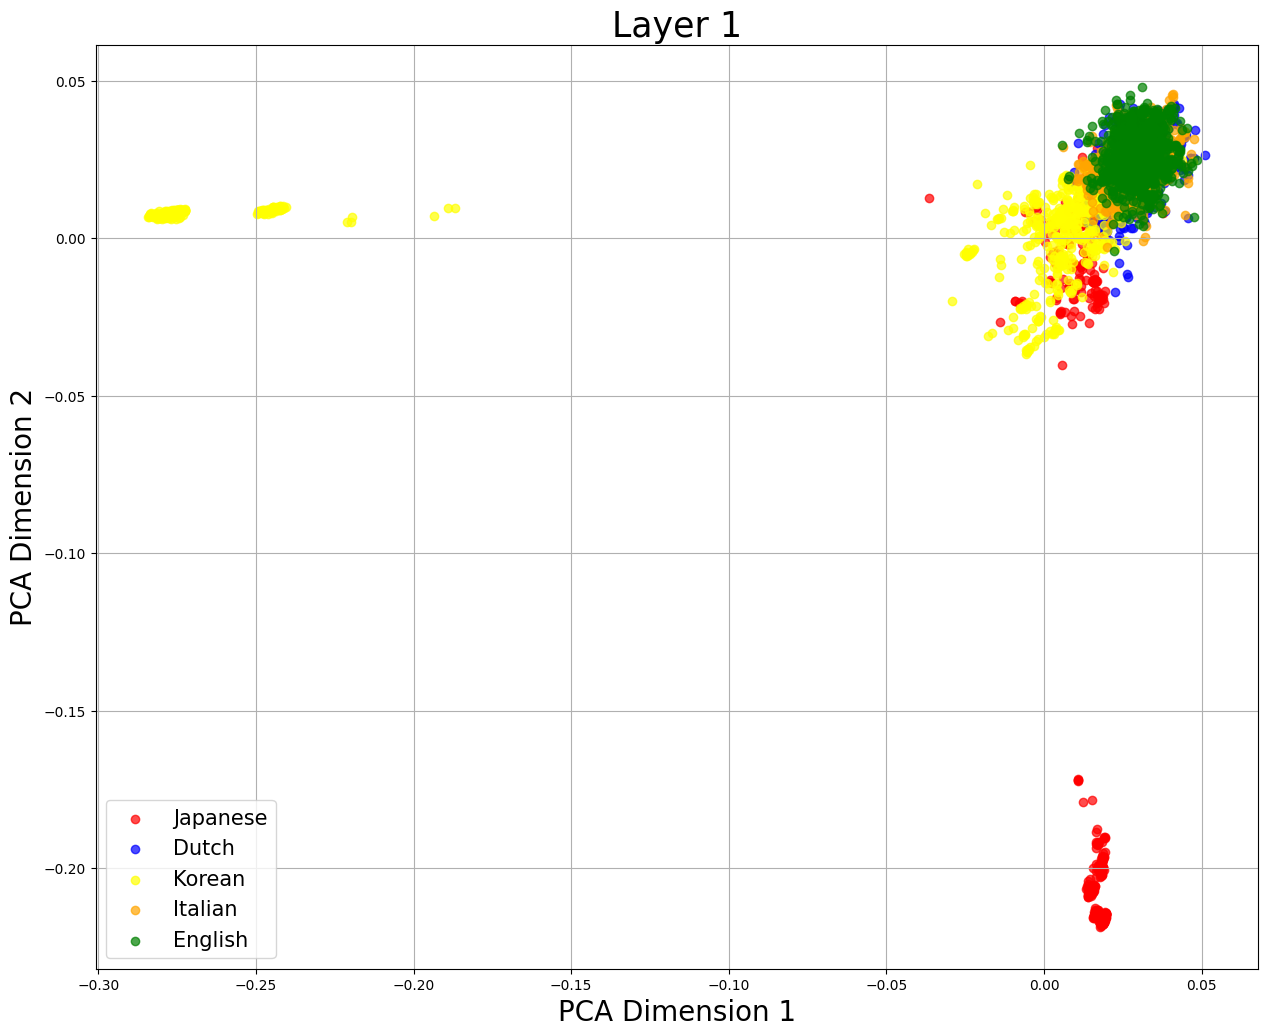 Layer 1
PCA Dimension 2
0.05
0.00
−0.05
−0.10
−0.15
−0.20
Japanese
Dutch
Korean
Italian
English
−0.30 −0.25 −0.20 −0.15 −0.10 −0.05 0.00 0.05
PCA Dimension 1